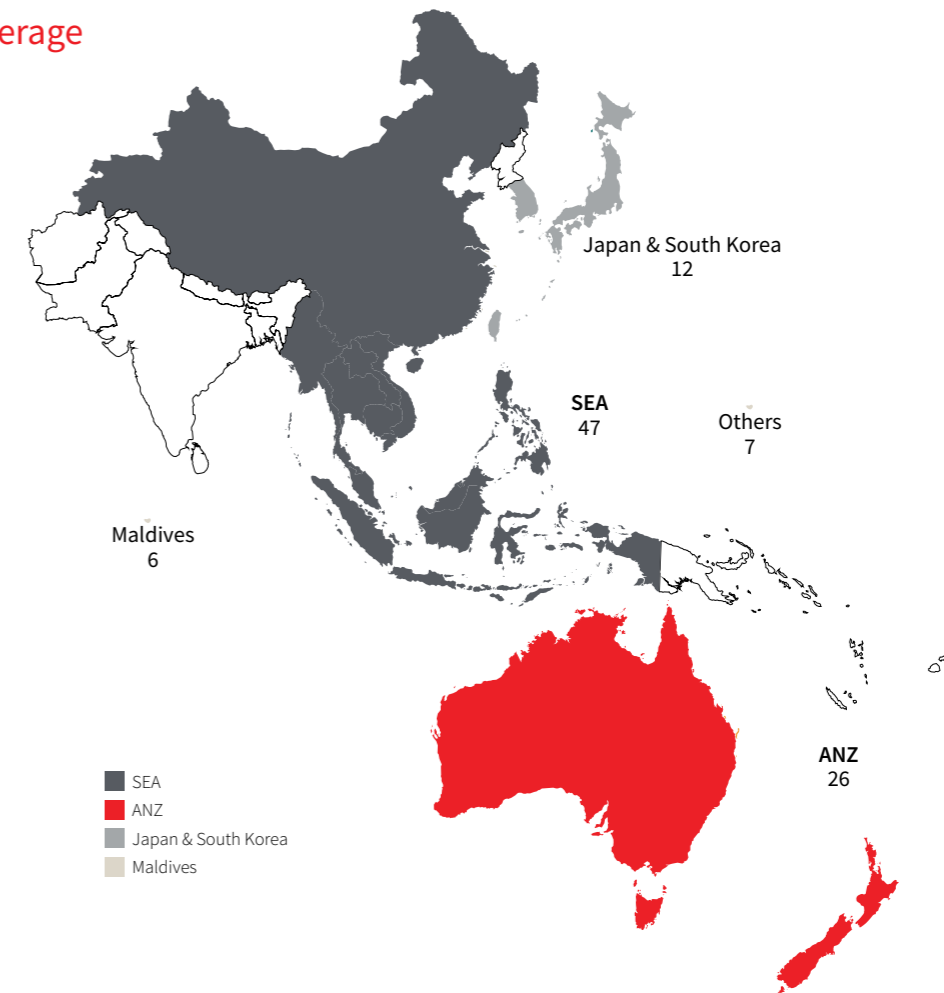 erage
Japan & South Korea
12
SEA
47
Others
7
Maldives
6
ANZ
26
SEA
ANZ
Japan & South Korea
Maldives